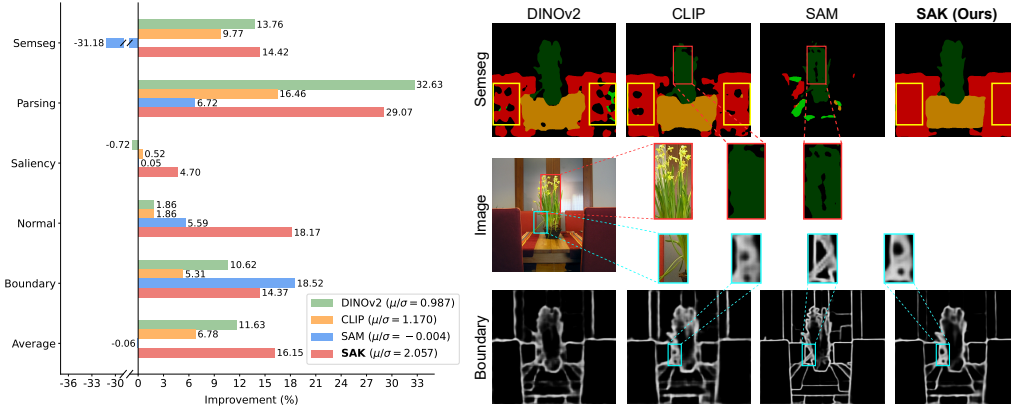 Semseg
13.76
9.77
-31.18
14.42
Parsing
32.63
16.46
6.72
29.07
Saliency
-0.72
0.52
0.05
4.70
Normal
1.86
1.86
5.59
18.17
Boundary
10.62
5.31
18.52
14.37
Average
11.63
6.78
-0.06
16.15
DINOv2 (μ/σ = 0.987)
CLIP (μ/σ = 1.170)
SAM (μ/σ = −0.004)
SAK (μ/σ = 2.057)
-36 -33 -30 0 3 6 9 12 15 18 21 24 27 30 33
Improvement (%)
DINOv2 CLIP SAM SAK (Ours)
Semseg
Image
Boundary